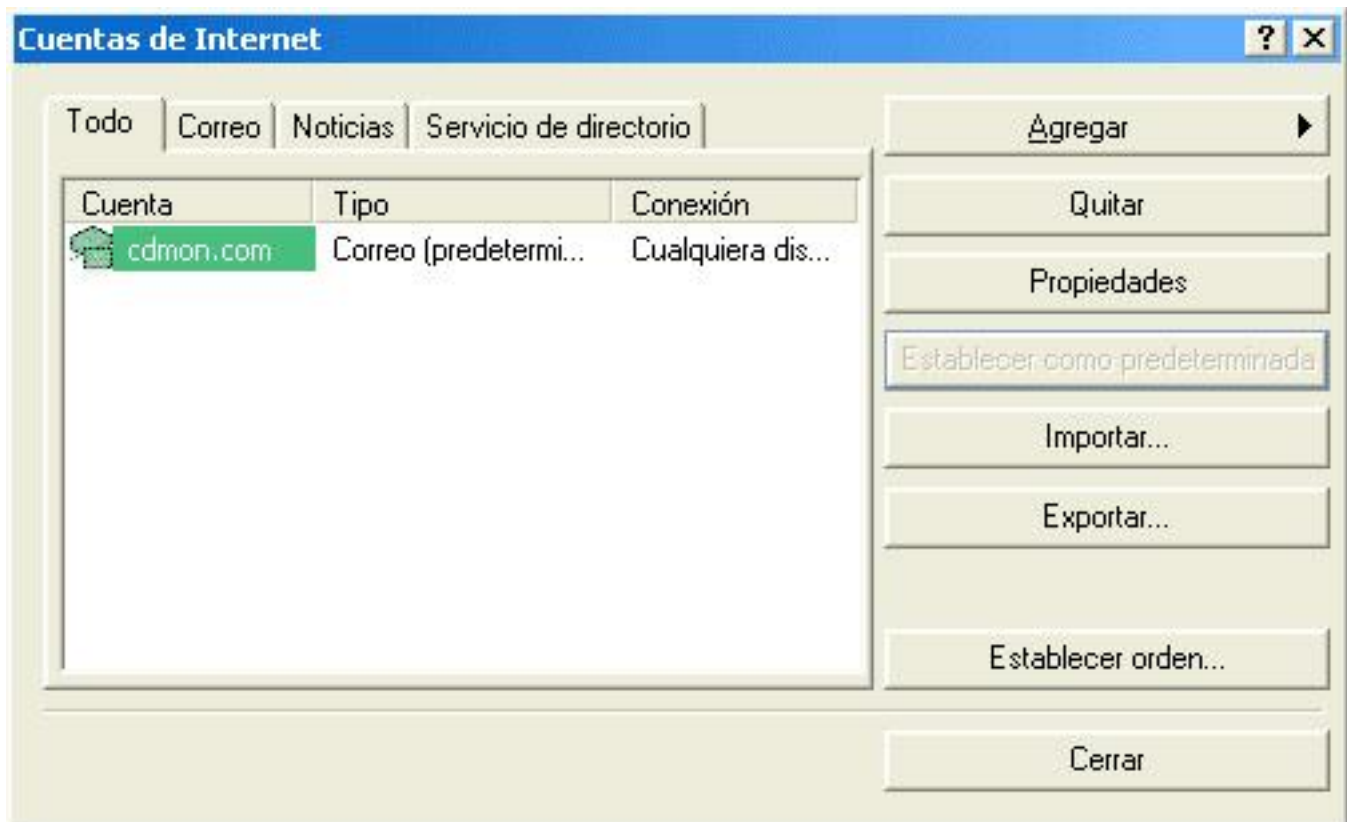 Cuentas de Internet
Todo Correo Noticias Servicio de directorio
Cuenta Tipo Conexión
cdmon.com Correo (predetermi... Cualquiera dis...
Agregar
Quitar
Propiedades
Establecer como predeterminada
Importar...
Exportar...
Establecer orden...
Cerrar